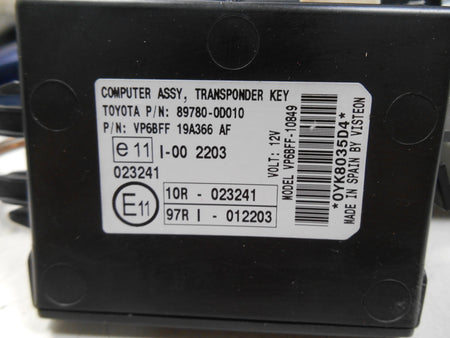 COMPUTER ASSY, TRANSPONDER KEY
TOYOTA P/N: 89780-0D010
P/N: VP6BFF 19A366 AF
e 11 I-00 2203
023241
E11
10R - 023241
97R I - 012203
VOLT: 12V
MODEL VP6BFF-10849
*0YK8035D4*
MADE IN SPAIN BY VISTEON